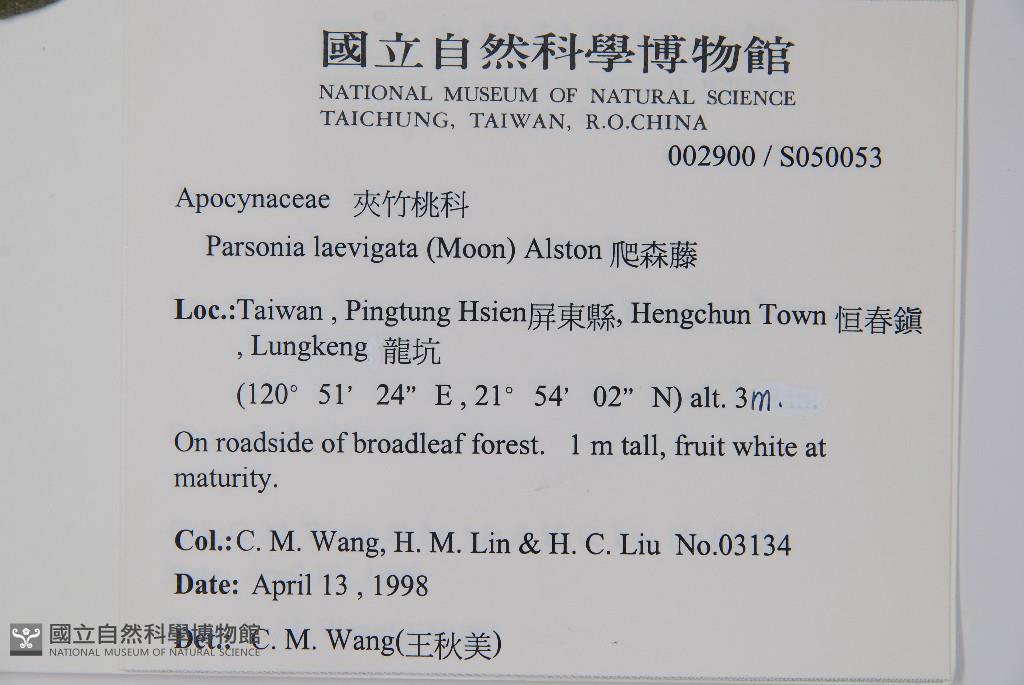 國立自然科學博物館
NATIONAL MUSEUM OF NATURAL SCIENCE
TAICHUNG, TAIWAN, R.O.CHINA
002900 / S050053
Apocynaceae 夾竹桃科
Parsonia laevigata (Moon) Alston 爬森藤
Loc.:Taiwan , Pingtung Hsien屏東縣, Hengchun Town 恒春鎮
, Lungkeng 龍坑
(120° 51' 24" E , 21° 54' 02" N) alt. 3m.
On roadside of broadleaf forest. 1 m tall, fruit white at
maturity.
Col.:C. M. Wang, H. M. Lin & H. C. Liu No.03134
Date: April 13 , 1998
Det.: C. M. Wang(王秋美)
國立自然科學博物館
NATIONAL MUSEUM OF NATURAL SCIENCE